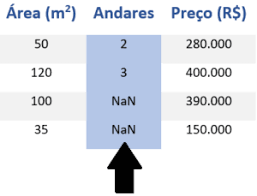 Área (m²) Andares Preço (R$)
50 2 280.000
120 3 400.000
100 NaN 390.000
35 NaN 150.000